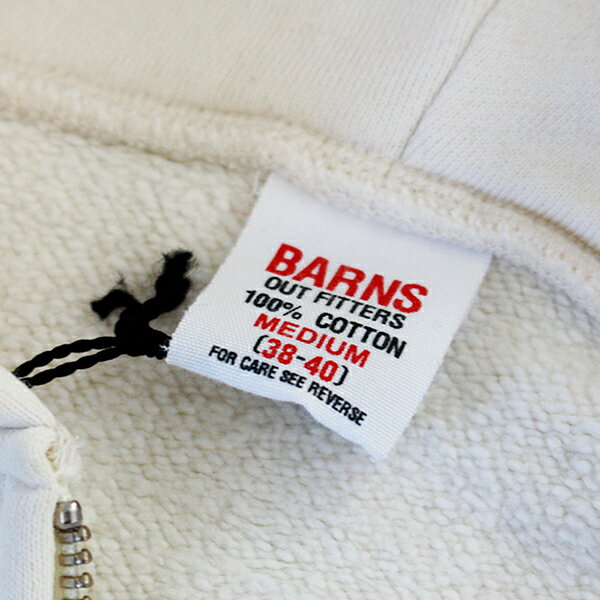 BARNS
OUT FITTERS
100% COTTON
MEDIUM
(38-40)
FOR CARE SEE REVERSE